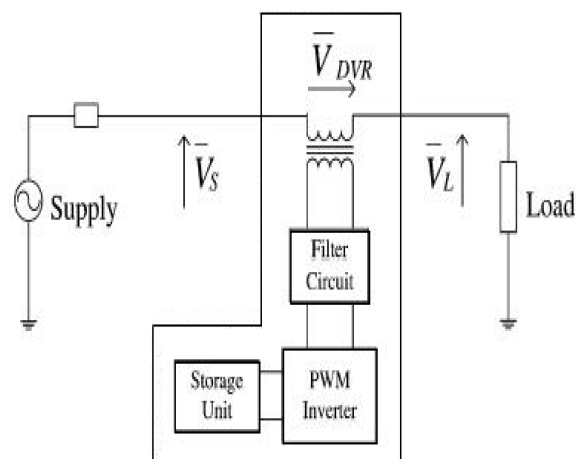 V̅ DVR
V̅S
V̅L
Supply
Load
Filter
Circuit
Storage
Unit
PWM
Inverter